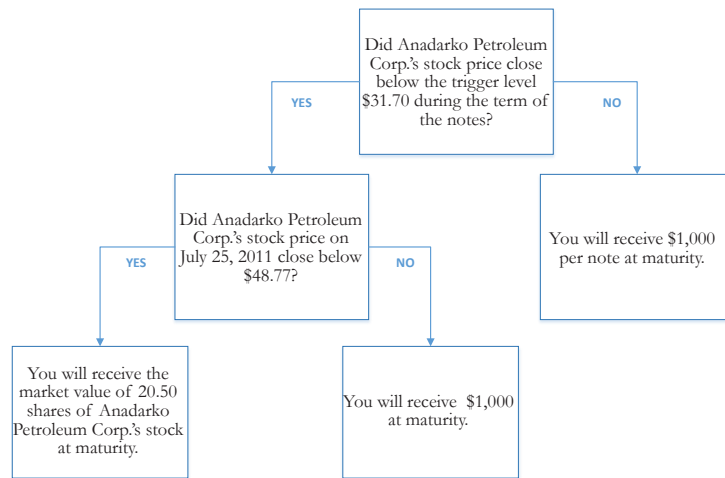 Did Anadarko Petroleum
Corp.'s stock price close
below the trigger level
$31.70 during the term of
the notes?
YES
NO
Did Anadarko Petroleum
Corp.'s stock price on
July 25, 2011 close below
$48.77?
You will receive $1,000
per note at maturity.
YES
NO
You will receive the
market value of 20.50
shares of Anadarko
Petroleum Corp.'s stock
at maturity.
You will receive $1,000
at maturity.